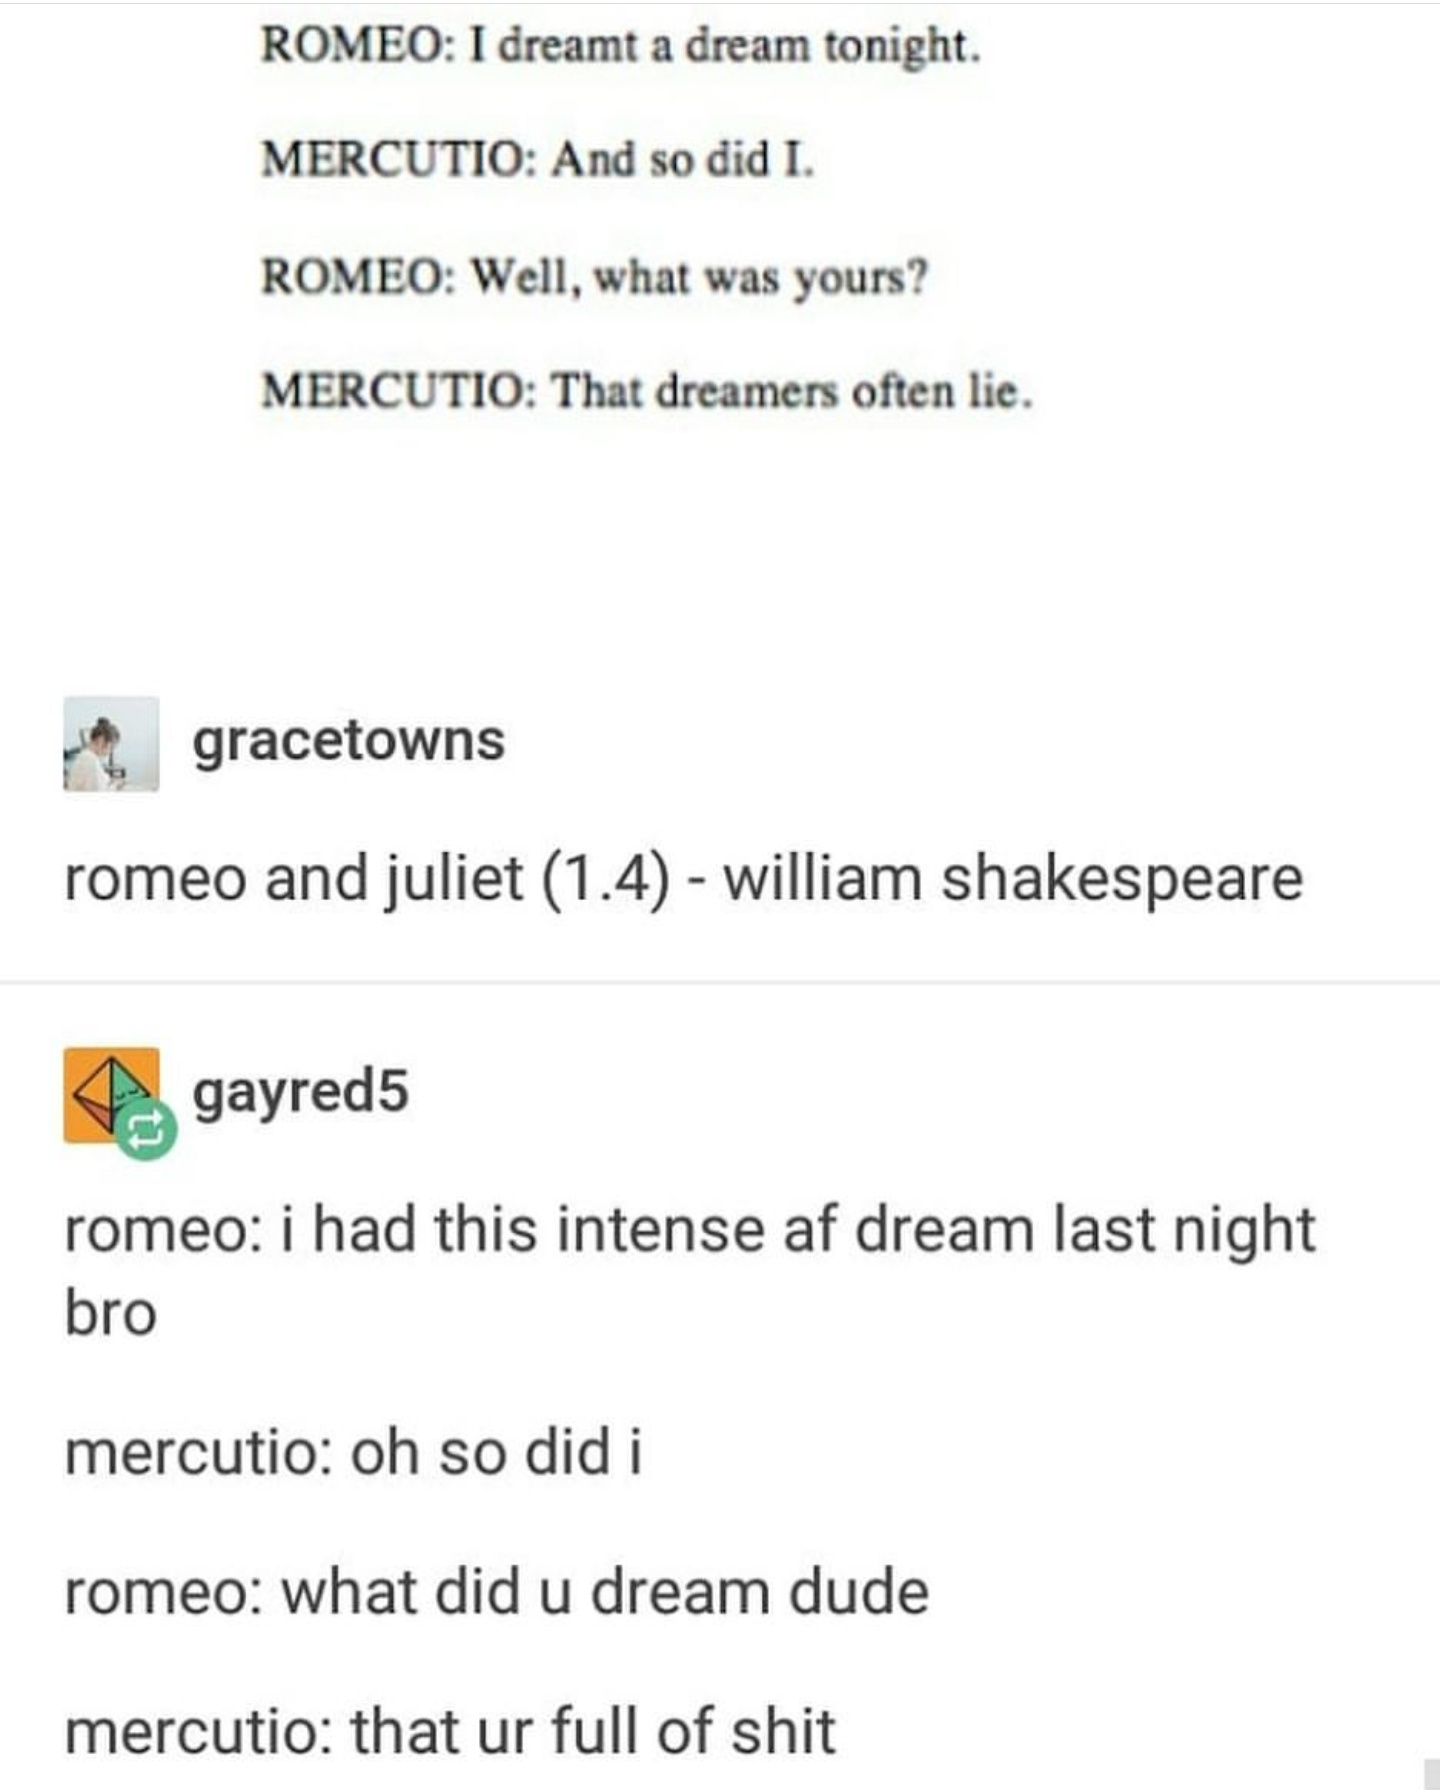 ROMEO: I dreamt a dream tonight.
MERCUTIO: And so did I.
ROMEO: Well, what was yours?
MERCUTIO: That dreamers often lie.
gracetowns
romeo and juliet (1.4) - william shakespeare
gayred5
romeo: i had this intense af dream last night
bro
mercutio: oh so did i
romeo: what did u dream dude
mercutio: that ur full of shit